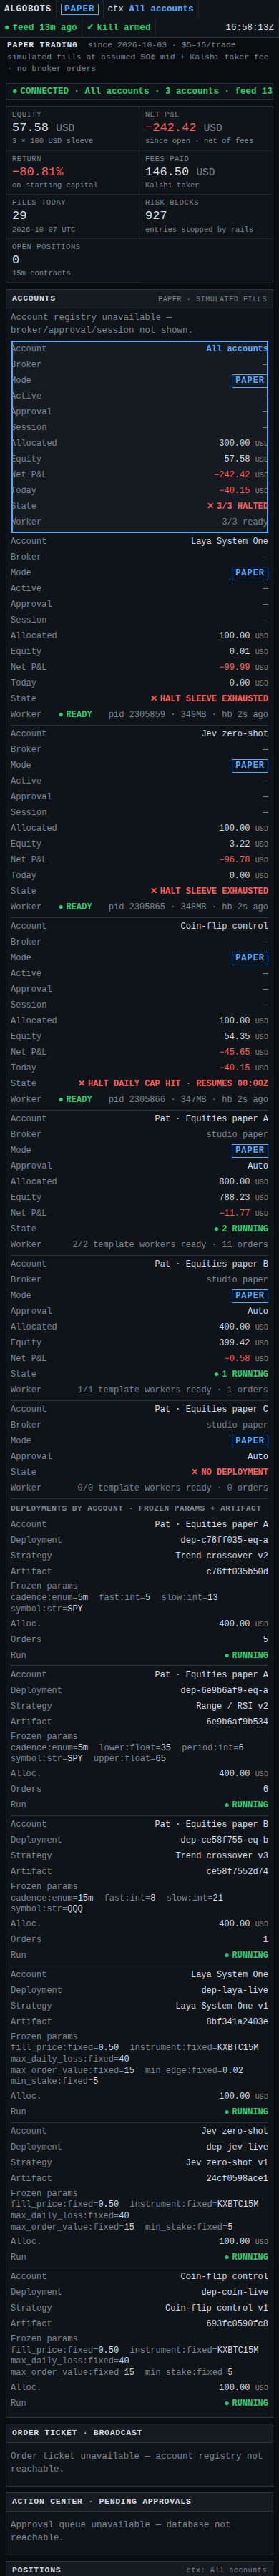 ALGOBOTS PAPER ctx All accounts
● feed 13m ago ✓ kill armed 16:58:13Z
PAPER TRADING since 2026-10-03 · $5–15/trade
simulated fills at assumed 50¢ mid + Kalshi taker fee
· no broker orders
● CONNECTED · All accounts · 3 accounts · feed 13
EQUITY NET P&L
57.58 USD −242.42 USD
3 × 100 USD sleeve since open · net of fees
RETURN FEES PAID
−80.81% 146.50 USD
on starting capital Kalshi taker
FILLS TODAY RISK BLOCKS
29 927
2026-10-07 UTC entries stopped by rails
OPEN POSITIONS
0
15m contracts
ACCOUNTS PAPER · SIMULATED FILLS
Account registry unavailable —
broker/approval/session not shown.
Account All accounts
Broker —
Mode PAPER
Active —
Approval —
Session —
Allocated 300.00 USD
Equity 57.58 USD
Net P&L −242.42 USD
Today −40.15 USD
State ✕ 3/3 HALTED
Worker 3/3 ready
Account Laya System One
Broker —
Mode PAPER
Active —
Approval —
Session —
Allocated 100.00 USD
Equity 0.01 USD
Net P&L −99.99 USD
Today 0.00 USD
State ✕ HALT SLEEVE EXHAUSTED
Worker ● READY pid 2305859 · 349MB · hb 2s ago
Account Jev zero-shot
Broker —
Mode PAPER
Active —
Approval —
Session —
Allocated 100.00 USD
Equity 3.22 USD
Net P&L −96.78 USD
Today 0.00 USD
State ✕ HALT SLEEVE EXHAUSTED
Worker ● READY pid 2305865 · 348MB · hb 2s ago
Account Coin-flip control
Broker —
Mode PAPER
Active —
Approval —
Session —
Allocated 100.00 USD
Equity 54.35 USD
Net P&L −45.65 USD
Today −40.15 USD
State ✕ HALT DAILY CAP HIT · RESUMES 00:00Z
Worker ● READY pid 2305866 · 347MB · hb 2s ago
Account Pat · Equities paper A
Broker studio paper
Mode PAPER
Approval Auto
Allocated 800.00 USD
Equity 788.23 USD
Net P&L −11.77 USD
State ● 2 RUNNING
Worker 2/2 template workers ready · 11 orders
Account Pat · Equities paper B
Broker studio paper
Mode PAPER
Approval Auto
Allocated 400.00 USD
Equity 399.42 USD
Net P&L −0.58 USD
State ● 1 RUNNING
Worker 1/1 template workers ready · 1 orders
Account Pat · Equities paper C
Broker studio paper
Mode PAPER
Approval Auto
State ✕ NO DEPLOYMENT
Worker 0/0 template workers ready · 0 orders
DEPLOYMENTS BY ACCOUNT · FROZEN PARAMS + ARTIFACT
Account Pat · Equities paper A
Deployment dep-c76ff035-eq-a
Strategy Trend crossover v2
Artifact c76ff035b50d
Frozen params
cadence:enum=5m fast:int=5 slow:int=13
symbol:str=SPY
Alloc. 400.00 USD
Orders 5
Run ● RUNNING
Account Pat · Equities paper A
Deployment dep-6e9b6af9-eq-a
Strategy Range / RSI v2
Artifact 6e9b6af9b534
Frozen params
cadence:enum=5m lower:float=35 period:int=6
symbol:str=SPY upper:float=65
Alloc. 400.00 USD
Orders 6
Run ● RUNNING
Account Pat · Equities paper B
Deployment dep-ce58f755-eq-b
Strategy Trend crossover v3
Artifact ce58f7552d74
Frozen params
cadence:enum=15m fast:int=8 slow:int=21
symbol:str=QQQ
Alloc. 400.00 USD
Orders 1
Run ● RUNNING
Account Laya System One
Deployment dep-laya-live
Strategy Laya System One v1
Artifact 8bf341a2403e
Frozen params
fill_price:fixed=0.50 instrument:fixed=KXBTC15M
max_daily_loss:fixed=40
max_order_value:fixed=15 min_edge:fixed=0.02
min_stake:fixed=5
Alloc. 100.00 USD
Run ● RUNNING
Account Jev zero-shot
Deployment dep-jev-live
Strategy Jev zero-shot v1
Artifact 24cf0598ace1
Frozen params
fill_price:fixed=0.50 instrument:fixed=KXBTC15M
max_daily_loss:fixed=40
max_order_value:fixed=15 min_stake:fixed=5
Alloc. 100.00 USD
Run ● RUNNING
Account Coin-flip control
Deployment dep-coin-live
Strategy Coin-flip control v1
Artifact 693fc0590fc8
Frozen params
fill_price:fixed=0.50 instrument:fixed=KXBTC15M
max_daily_loss:fixed=40
max_order_value:fixed=15 min_stake:fixed=5
Alloc. 100.00 USD
Run ● RUNNING
ORDER TICKET · BROADCAST
Order ticket unavailable — account registry not
reachable.
ACTION CENTER · PENDING APPROVALS
Approval queue unavailable — database not
reachable.
POSITIONS ctx: All accounts